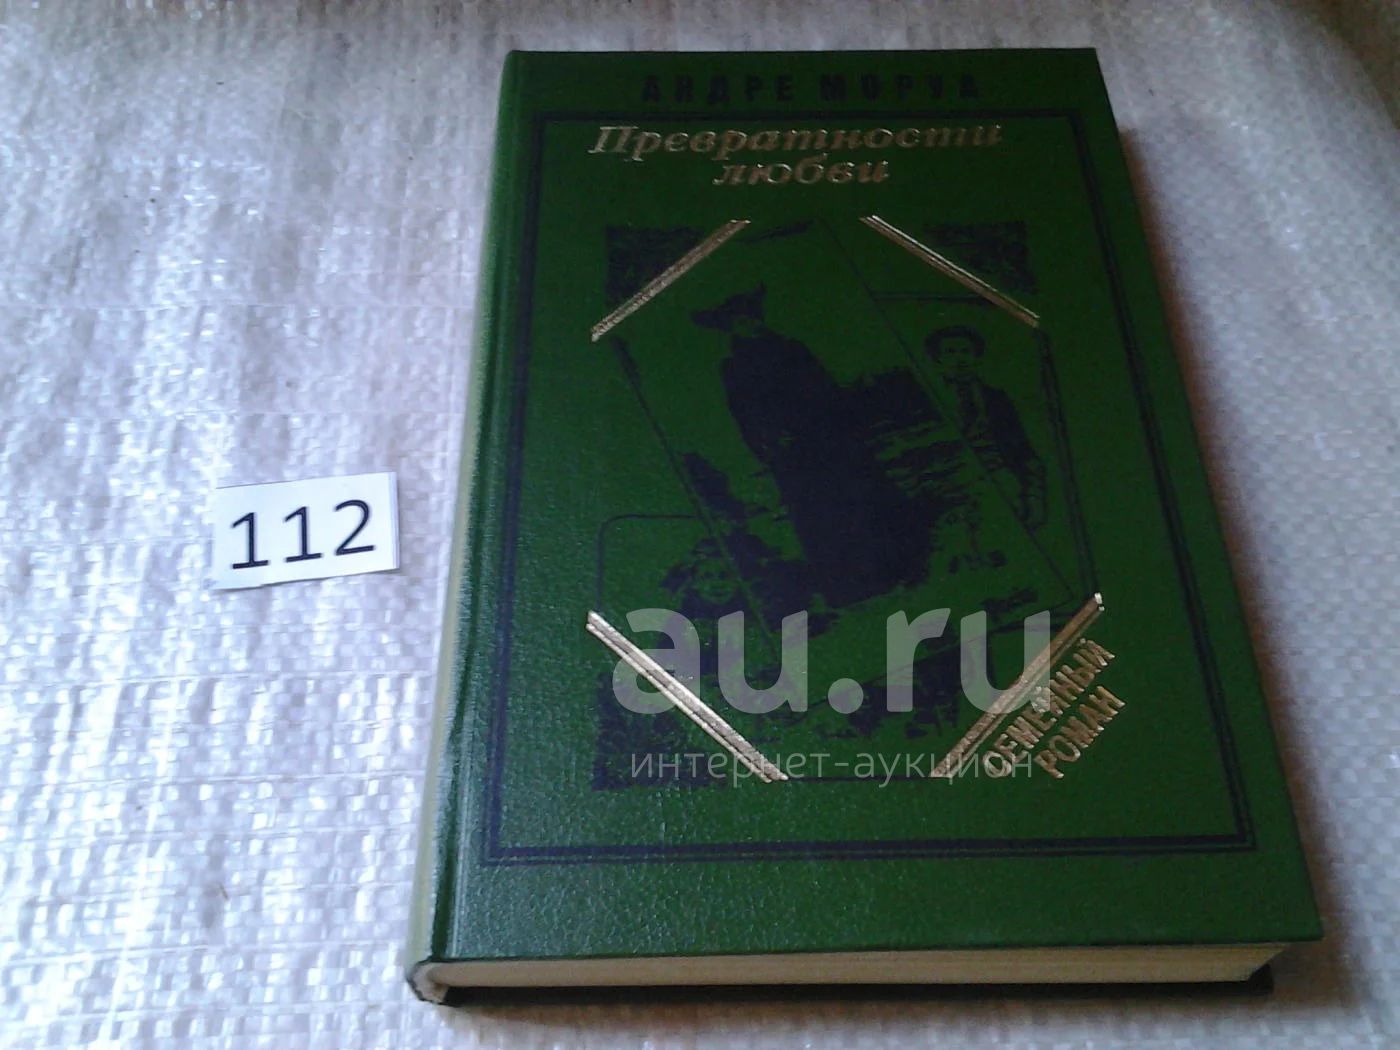 АНДРЕ МОРУА
Превратности
любви
112
au.ru
интернет-аукцион
СЕМЕЙНЫЙ
РОМАН